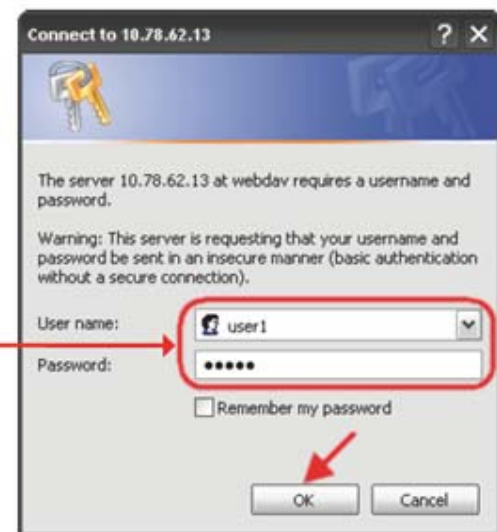 Connect to 10.78.62.13
The server 10.78.62.13 at webdav requires a username and
password.
Warning: This server is requesting that your username and
password be sent in an insecure manner (basic authentication
without a secure connection).
User name:
user1
Password:
•••••
Remember my password
OK
Cancel